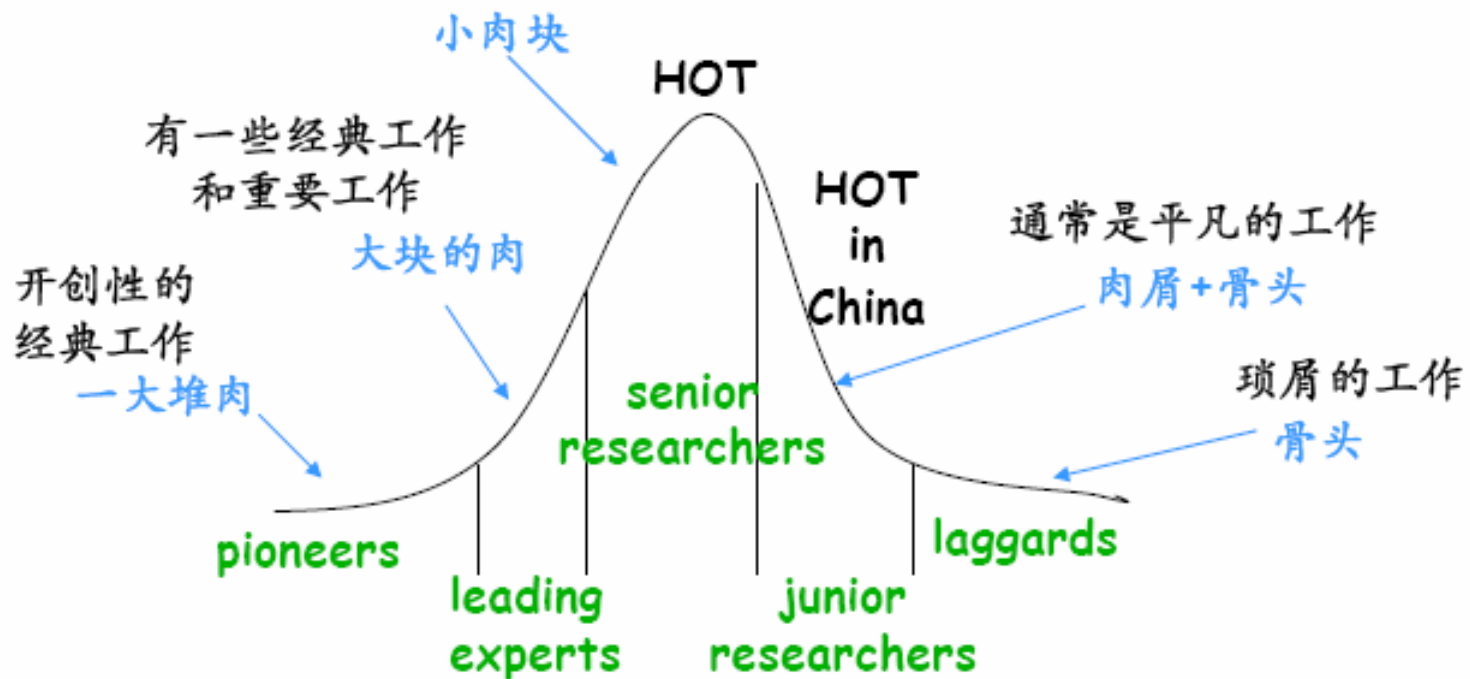 小肉块
HOT
有一些经典工作
和重要工作
大块的肉
开创性的
经典工作
一大堆肉
HOT
in
China
通常是平凡的工作
肉屑+骨头
琐屑的工作
骨头
senior
researchers
pioneers
leading
experts
junior
researchers
laggards